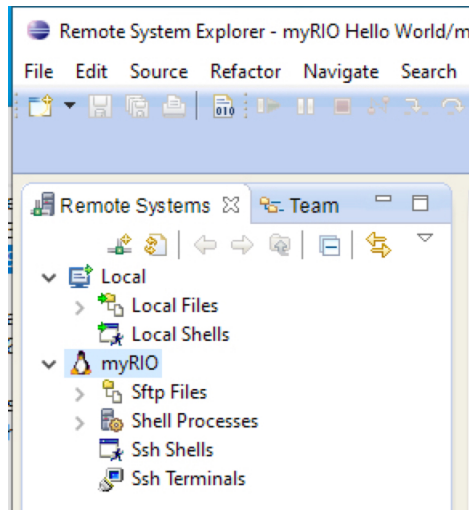 Remote System Explorer - myRIO Hello World/m
File Edit Source Refactor Navigate Search
010
Remote Systems Team
Local
Local Files
Local Shells
myRIO
Sftp Files
Shell Processes
Ssh Shells
Ssh Terminals